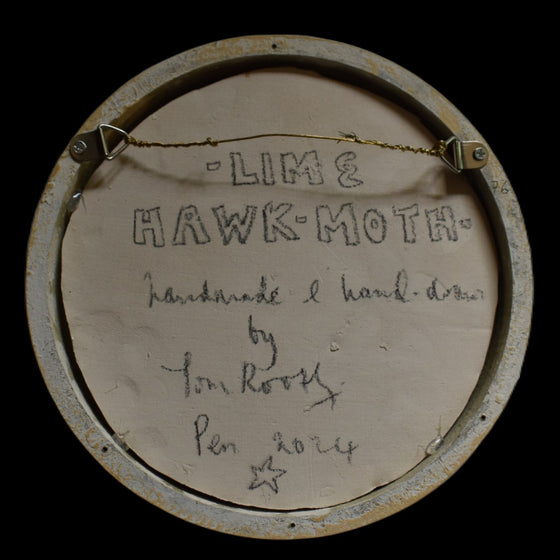 - LIME
HAWK-MOTH-
handmade & hand-drawn
by
Tom Rooth
Pen 2024